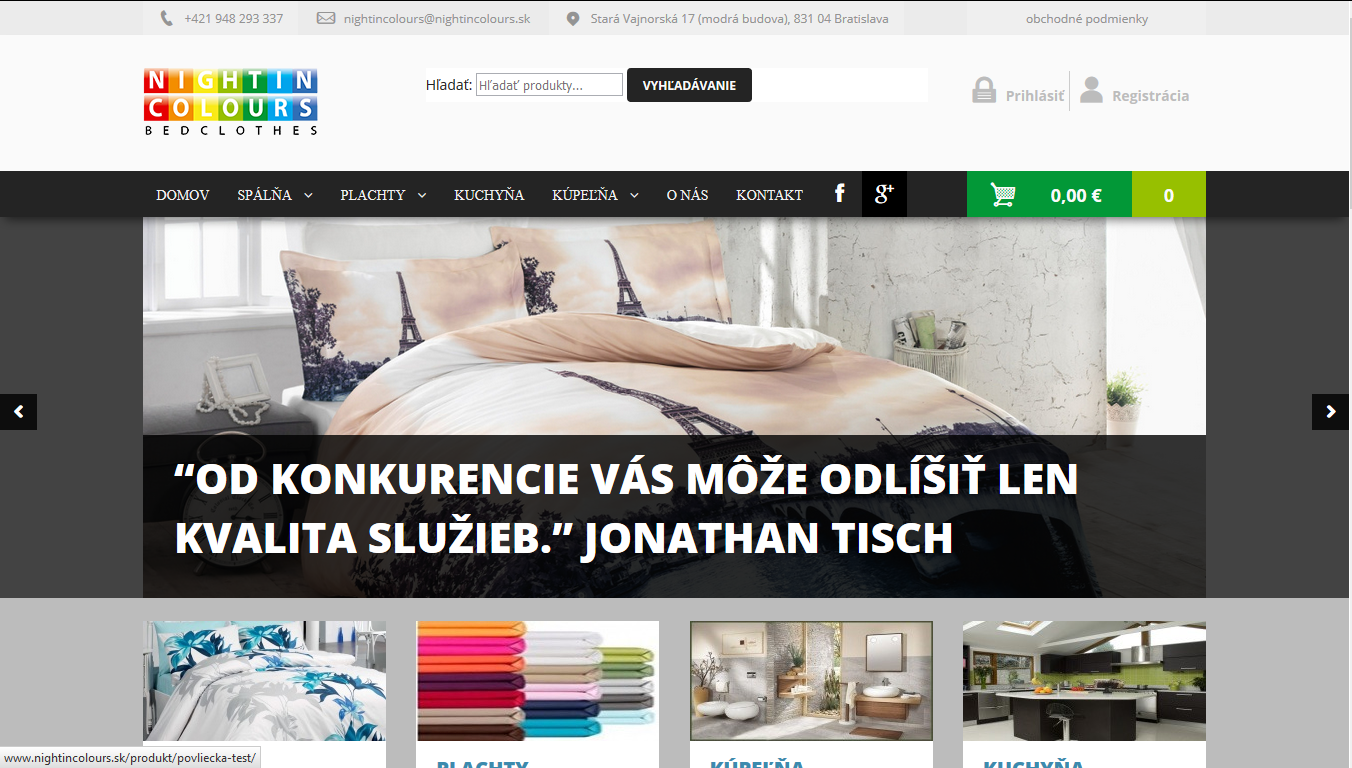 +421 948 293 337
nightincolours@nightincolours.sk
Stará Vajnorská 17 (modrá budova), 831 04 Bratislava
obchodné podmienky
NIGHTIN
COLOURS
BEDCLOTHES
Hľadať: Hľadať produkty... VYHĽADÁVANIE
Prihlásiť
Registrácia
DOMOV SPÁLŇA PLACHTY KUCHYŇA KÚPEĽŇA O NÁS KONTAKT f g+ 0,00 € 0
“OD KONKURENCIE VÁS MÔŽE ODLÍŠIŤ LEN
KVALITA SLUŽIEB.” JONATHAN TISCH
PLACHTY
KÚPEĽŇA
KUCHYŇA
www.nightincolours.sk/produkt/povliecka-test/